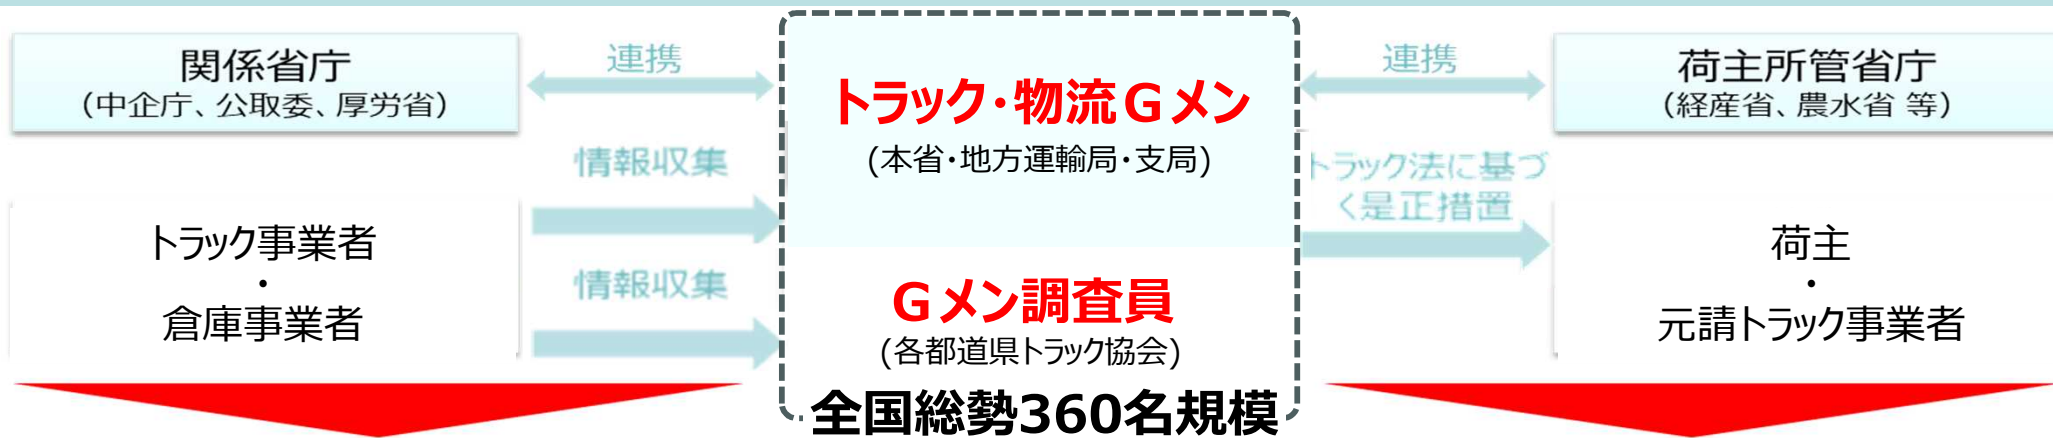 関係省庁
(中企庁、公取委、厚労省)
連携
情報収集
トラック事業者
・
倉庫事業者
情報収集
トラック・物流Gメン
(本省・地方運輸局・支局)
Gメン調査員
(各都道県トラック協会)
全国総勢360名規模
連携
トラック法に基づ
く是正措置
荷主所管省庁
(経産省、農水省 等)
荷主
・
元請トラック事業者